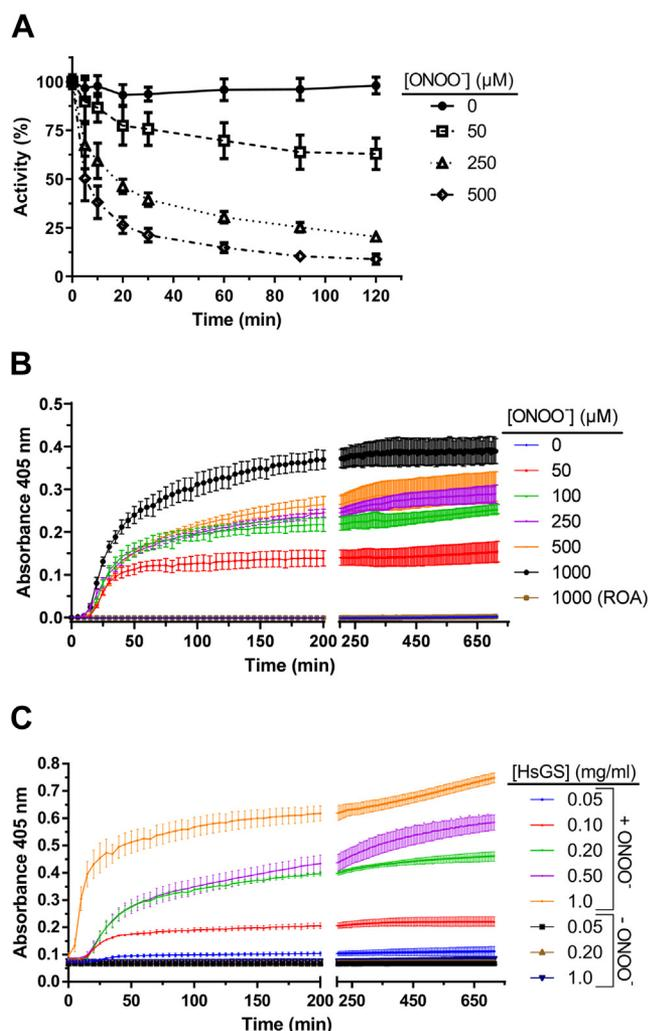 A
Activity (%)
100
75
50
25
0
0 20 40 60 80 100 120
Time (min)
[ONOO-] (µM)
0
50
250
500
B
Absorbance 405 nm
0.5
0.4
0.3
0.2
0.1
0.0
0 50 100 150 200 250 450 650
Time (min)
[ONOO-] (µM)
0
50
100
250
500
1000
1000 (ROA)
C
Absorbance 405 nm
0.8
0.7
0.6
0.5
0.4
0.3
0.2
0.1
0.0
0 50 100 150 200 250 450 650
Time (min)
[HsGS] (mg/ml)
0.05
0.10
0.20
0.50
1.0
+ ONOO-
0.05
0.20
1.0
- ONOO-